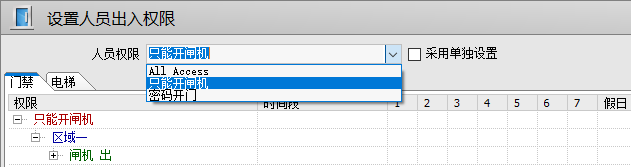 设置人员出入权限
人员权限 只能开闸机 采用单独设置
All Access
只能开闸机
密码开门
门禁 电梯
权限 时间段 1 2 3 4 5 6 7 假日
只能开闸机
区域一
闸机 出